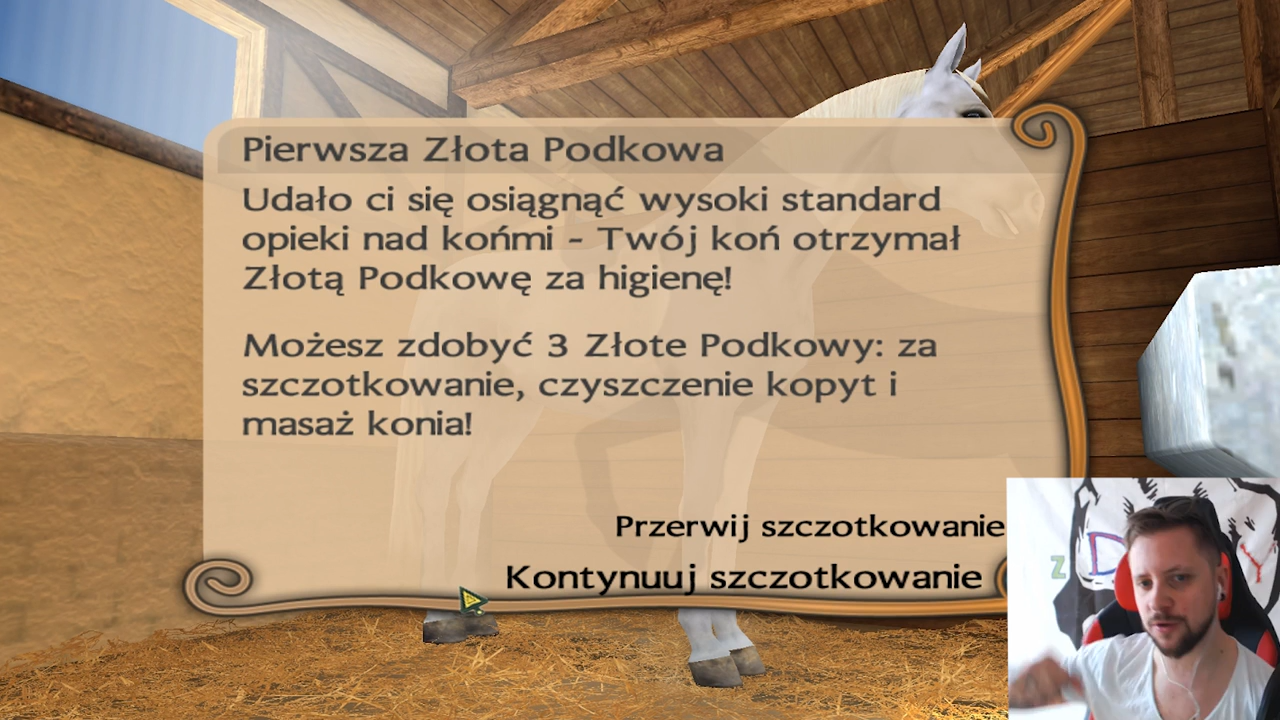 Pierwsza Złota Podkowa
Udało ci się osiągnąć wysoki standard
opieki nad końmi - Twój koń otrzymał
Złotą Podkowę za higienę!
Możesz zdobyć 3 Złote Podkowy: za
szczotkowanie, czyszczenie kopyt i
masaż konia!
Przerwij szczotkowanie
Kontynuuj szczotkowanie